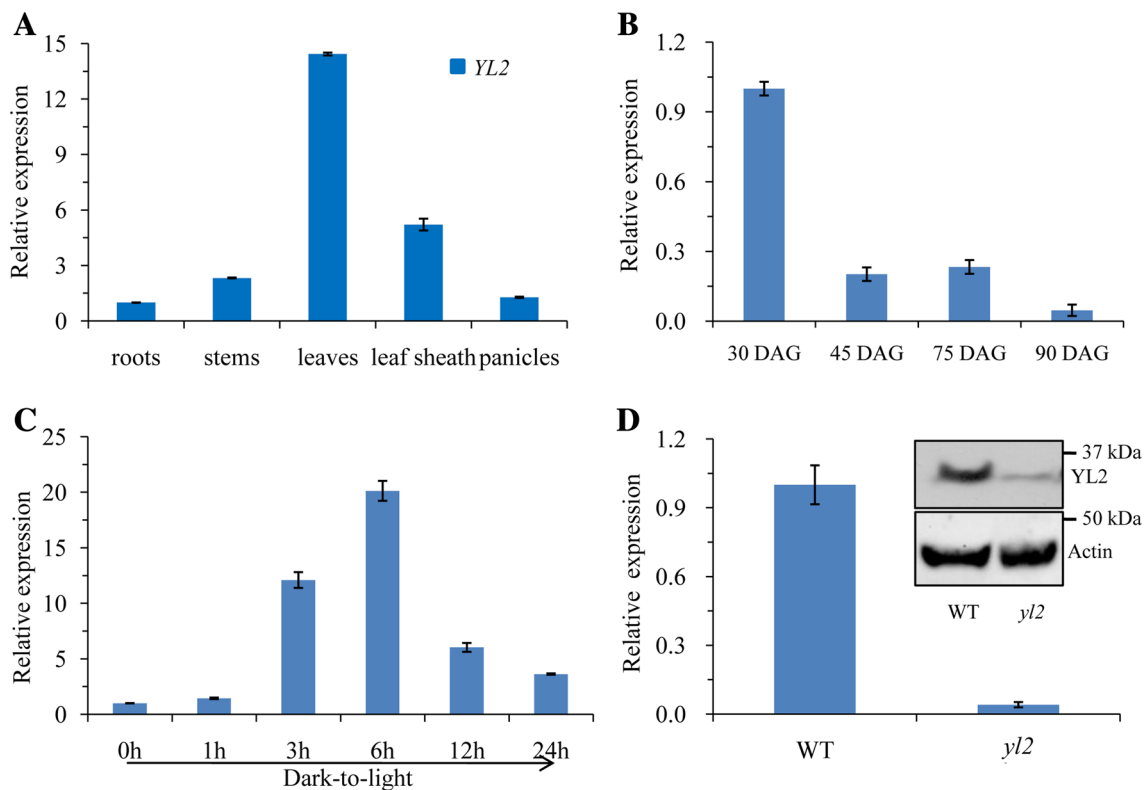 A
Relative expression
15
12
9
6
3
0
YL2
roots stems leaves leaf sheath panicles
B
Relative expression
1.2
0.9
0.6
0.3
0.0
30 DAG 45 DAG 75 DAG 90 DAG
C
Relative expression
25
20
15
10
5
0
0h 1h 3h 6h 12h 24h
Dark-to-light
D
Relative expression
1.2
0.9
0.6
0.3
0.0
37 kDa
YL2
50 kDa
Actin
WT yl2
WT yl2